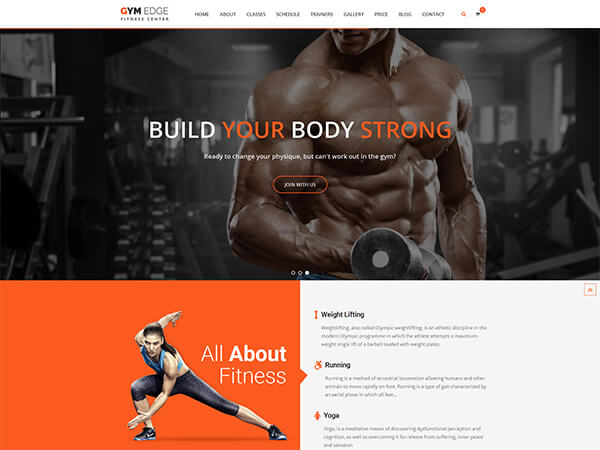 GYM EDGE
FITNESS CENTER
HOME ABOUT CLASSES SCHEDULE TRAINERS GALLERY PRICE BLOG CONTACT
BUILD YOUR BODY STRONG
Ready to change your physique, but can't work out in the gym?
JOIN WITH US
All About
Fitness
Weight Lifting
Weightlifting, also called Olympic weightlifting, is an athletic discipline in the
modern Olympic programme in which the athlete attempts a maximum-
weight single lift of a barbell loaded with weight plates.
Running
Running is a method of terrestrial locomotion allowing humans and other
animals to move rapidly on foot. Running is a type of gait characterized by
an aerial phase in which all feet...
Yoga
Yoga, is a meditative means of discovering dysfunctional perception and
cognition, as well as overcoming it for release from suffering, inner peace
and salvation